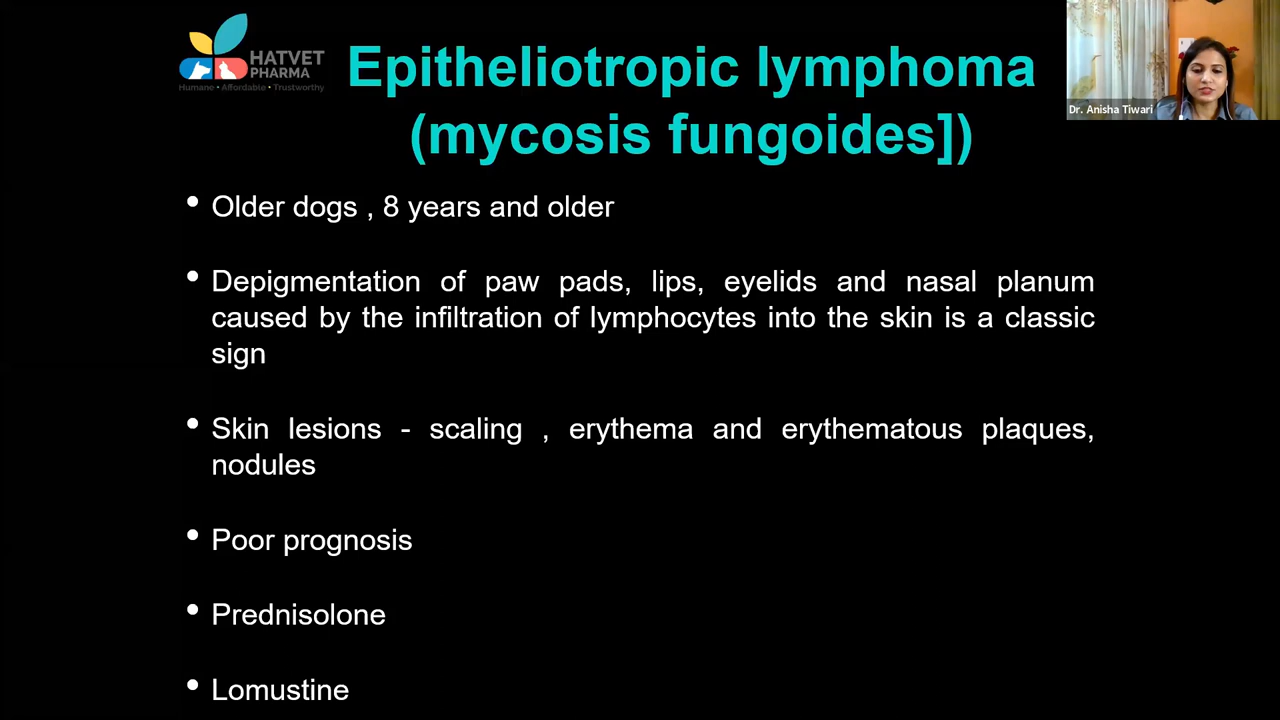 HATVET
PHARMA
Humane • Affordable • Trustworthy
Epitheliotropic lymphoma
(mycosis fungoides])
Dr. Anisha Tiwari
• Older dogs , 8 years and older
• Depigmentation of paw pads, lips, eyelids and nasal planum
caused by the infiltration of lymphocytes into the skin is a classic
sign
• Skin lesions - scaling , erythema and erythematous plaques,
nodules
• Poor prognosis
• Prednisolone
• Lomustine